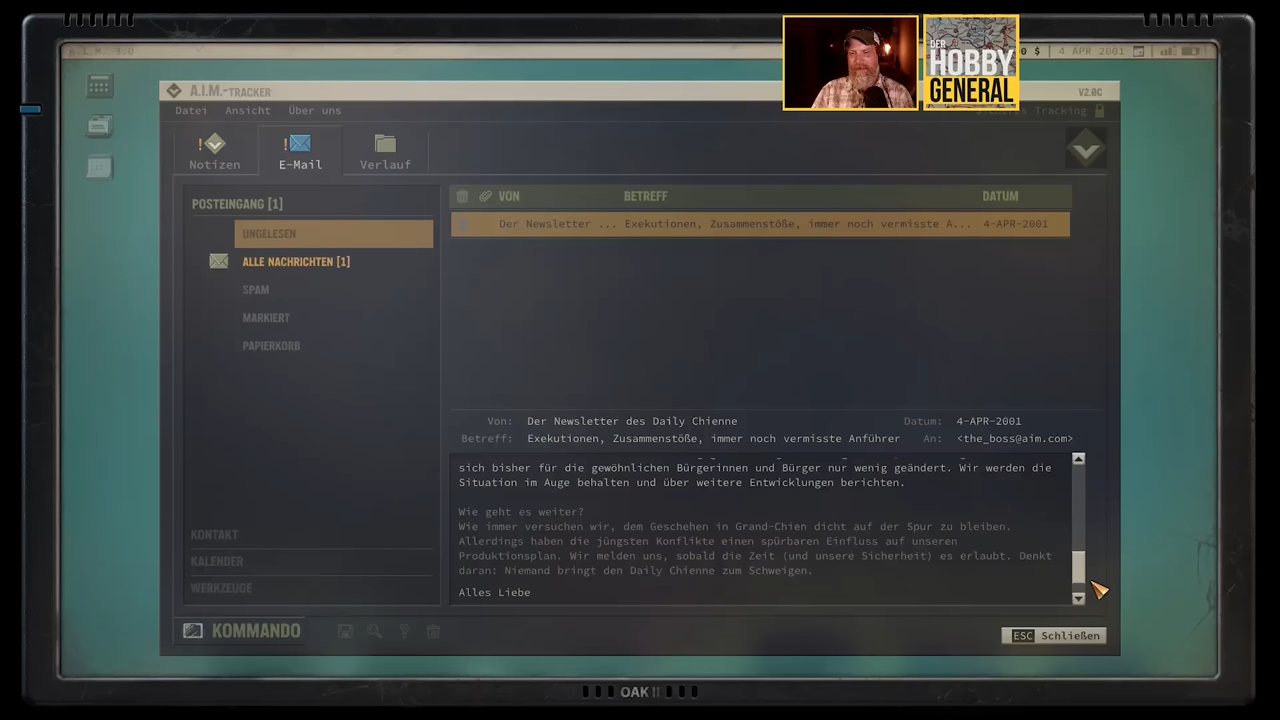 A.I.M. 3.0
0 $ | 4 APR 2001
DER
HOBBY
GENERAL
A.I.M.-TRACKER
V2.0C
Datei Ansicht Über uns
Tracking
Notizen E-Mail Verlauf
POSTEINGANG [1]
UNGELESEN
ALLE NACHRICHTEN [1]
SPAM
MARKIERT
PAPIERKORB
VON BETREFF DATUM
Der Newsletter ... Exekutionen, Zusammenstöße, immer noch vermisste A... 4-APR-2001
Von: Der Newsletter des Daily Chienne Datum: 4-APR-2001
Betreff: Exekutionen, Zusammenstöße, immer noch vermisste Anführer An: <the_boss@aim.com>
sich bisher für die gewöhnlichen Bürgerinnen und Bürger nur wenig geändert. Wir werden die
Situation im Auge behalten und über weitere Entwicklungen berichten.
Wie geht es weiter?
Wie immer versuchen wir, dem Geschehen in Grand-Chien dicht auf der Spur zu bleiben.
Allerdings haben die jüngsten Konflikte einen spürbaren Einfluss auf unseren
Produktionsplan. Wir melden uns, sobald die Zeit (und unsere Sicherheit) es erlaubt. Denkt
daran: Niemand bringt den Daily Chienne zum Schweigen.
Alles Liebe
KONTAKT
KALENDER
WERKZEUGE
KOMMANDO
ESC Schließen
OAK II